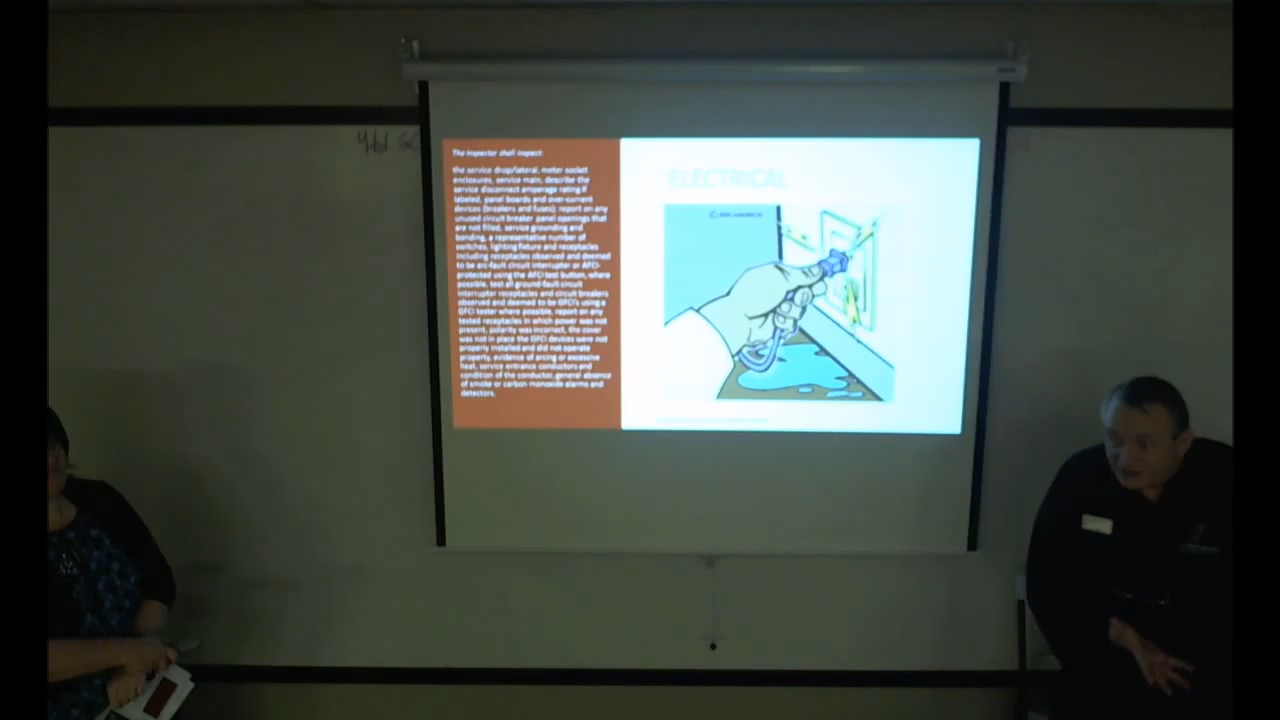 The inspector shall inspect:
the service drop/lateral, meter socket
enclosures, service main, describe the
service disconnect amperage rating if
labeled, panel boards and over-current
devices (breakers and fuses), report on any
unused circuit breaker panel openings that
are not filled, service grounding and
bonding, a representative number of
switches, lighting fixture and receptacles
including receptacles observed and deemed
to be arc-fault circuit interrupter or AFCI-
protected using the AFCI test button, where
possible, test all ground-fault circuit
interrupter receptacles and circuit breakers
observed and deemed to be GFCI's using a
GFCI tester where possible, report on any
tested receptacles in which power was not
present, polarity was incorrect, the cover
was not in place the GFCI devices were not
properly installed and did not operate
property, evidence of arcing or excessive
heat, service entrance conductors and
condition of the conductor, general absence
of smoke or carbon monoxide alarms and
detectors.
ELECTRICAL